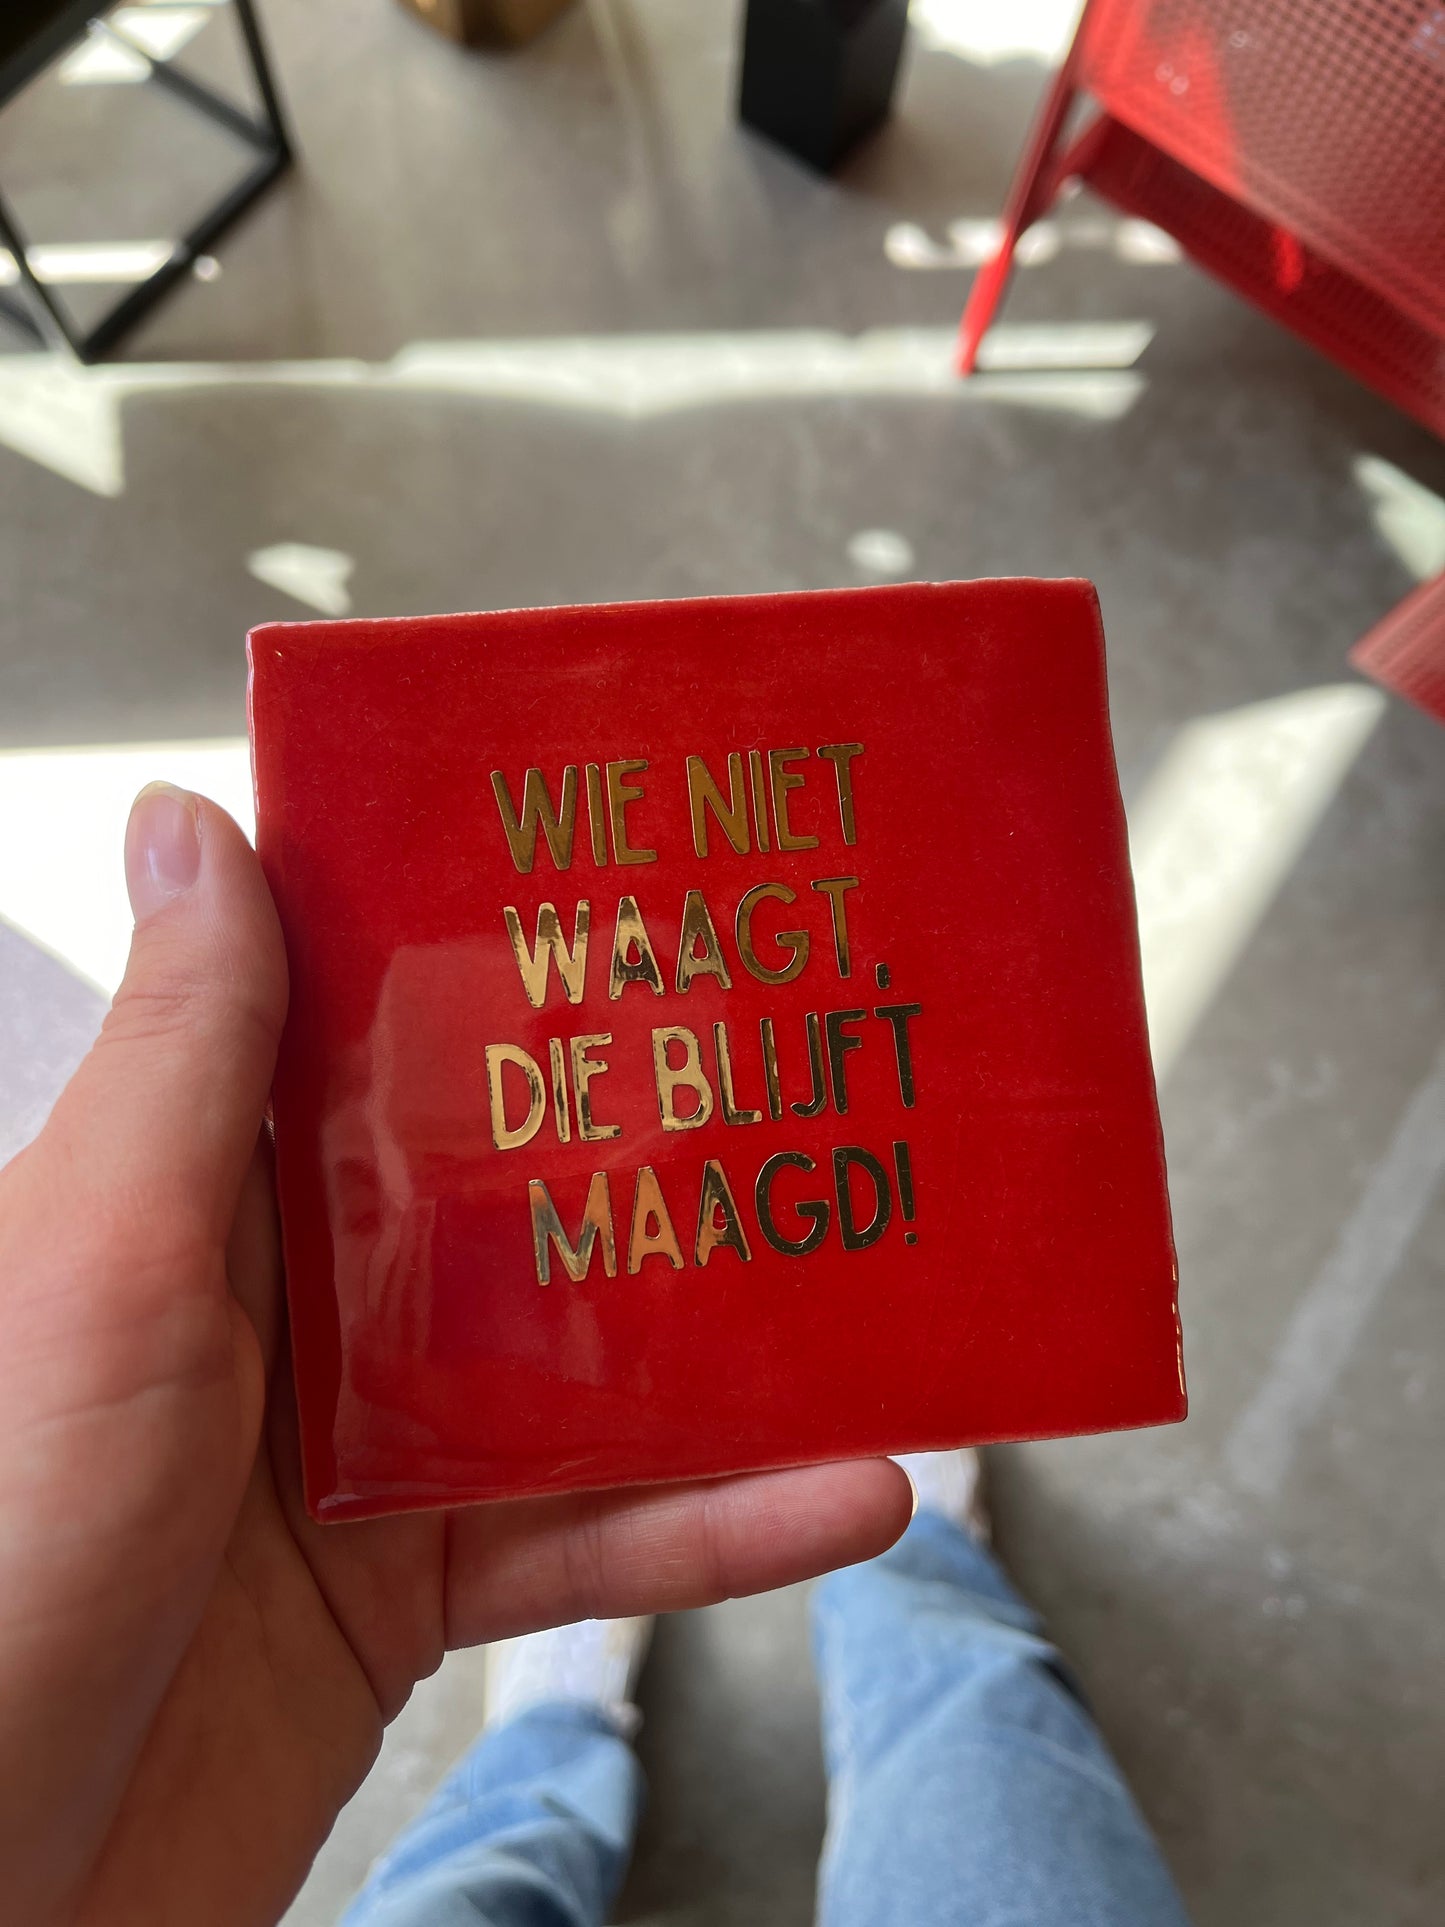 WIE NIET
WAAGT,
DIE BLIJFT
MAAGD!